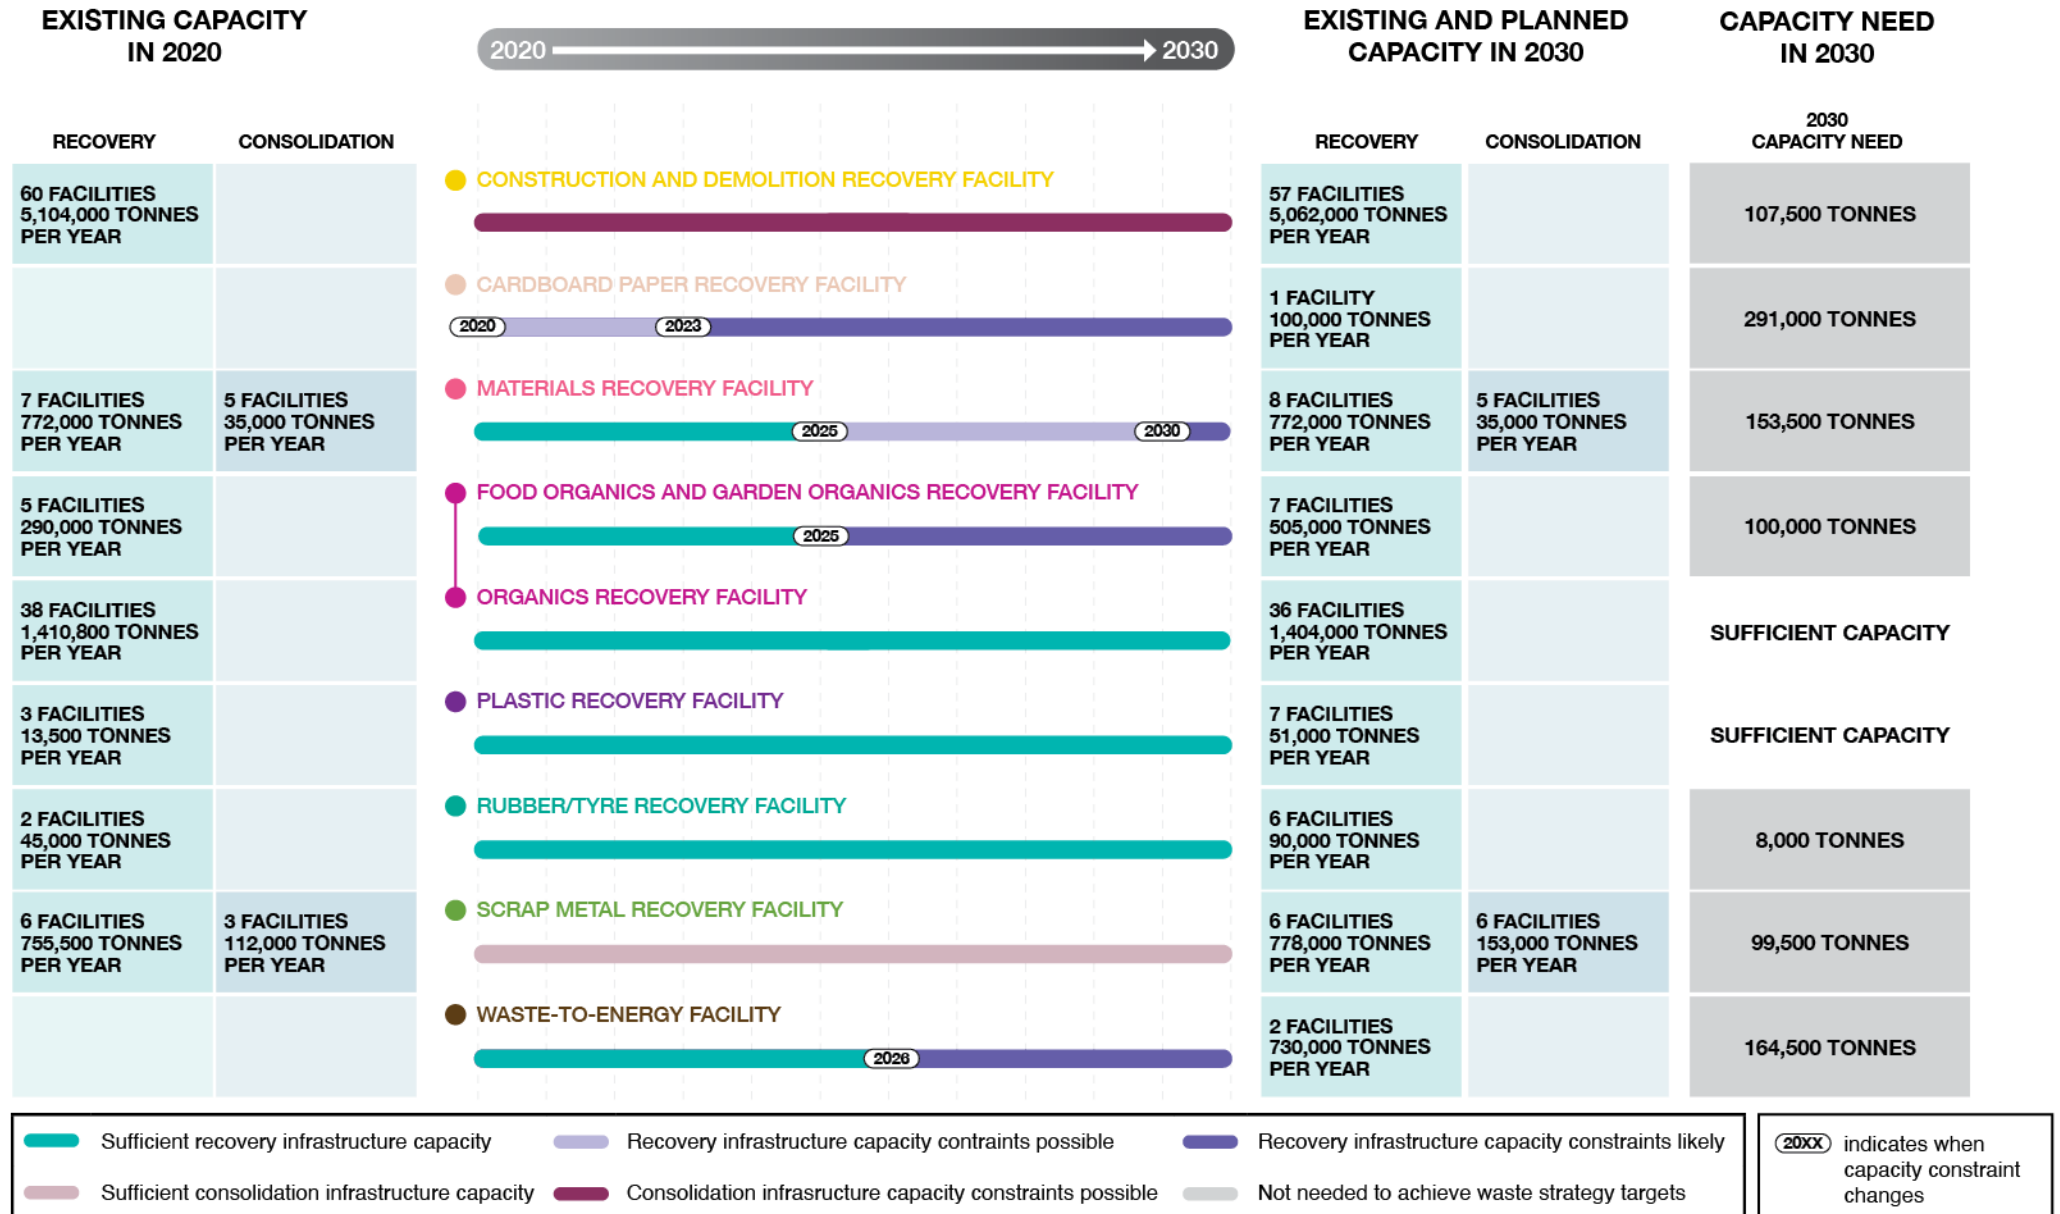 EXISTING CAPACITY
IN 2020
2020
2030
EXISTING AND PLANNED
CAPACITY IN 2030
CAPACITY NEED
IN 2030
RECOVERY
CONSOLIDATION
RECOVERY
CONSOLIDATION
2030
CAPACITY NEED
60 FACILITIES
5,104,000 TONNES
PER YEAR
CONSTRUCTION AND DEMOLITION RECOVERY FACILITY
57 FACILITIES
5,062,000 TONNES
PER YEAR
107,500 TONNES
CARDBOARD PAPER RECOVERY FACILITY
2020
2023
1 FACILITY
100,000 TONNES
PER YEAR
291,000 TONNES
7 FACILITIES
772,000 TONNES
PER YEAR
5 FACILITIES
35,000 TONNES
PER YEAR
MATERIALS RECOVERY FACILITY
2025
2030
8 FACILITIES
772,000 TONNES
PER YEAR
5 FACILITIES
35,000 TONNES
PER YEAR
153,500 TONNES
5 FACILITIES
290,000 TONNES
PER YEAR
FOOD ORGANICS AND GARDEN ORGANICS RECOVERY FACILITY
2025
7 FACILITIES
505,000 TONNES
PER YEAR
100,000 TONNES
38 FACILITIES
1,410,800 TONNES
PER YEAR
ORGANICS RECOVERY FACILITY
36 FACILITIES
1,404,000 TONNES
PER YEAR
SUFFICIENT CAPACITY
3 FACILITIES
13,500 TONNES
PER YEAR
PLASTIC RECOVERY FACILITY
7 FACILITIES
51,000 TONNES
PER YEAR
SUFFICIENT CAPACITY
2 FACILITIES
45,000 TONNES
PER YEAR
RUBBER/TYRE RECOVERY FACILITY
6 FACILITIES
90,000 TONNES
PER YEAR
8,000 TONNES
6 FACILITIES
755,500 TONNES
PER YEAR
3 FACILITIES
112,000 TONNES
PER YEAR
SCRAP METAL RECOVERY FACILITY
6 FACILITIES
778,000 TONNES
PER YEAR
6 FACILITIES
153,000 TONNES
PER YEAR
99,500 TONNES
WASTE-TO-ENERGY FACILITY
2026
2 FACILITIES
730,000 TONNES
PER YEAR
164,500 TONNES
Sufficient recovery infrastructure capacity
Recovery infrastructure capacity contraints possible
Recovery infrastructure capacity constraints likely
Sufficient consolidation infrastructure capacity
Consolidation infrasructure capacity constraints possible
Not needed to achieve waste strategy targets
20XX
indicates when
capacity constraint
changes